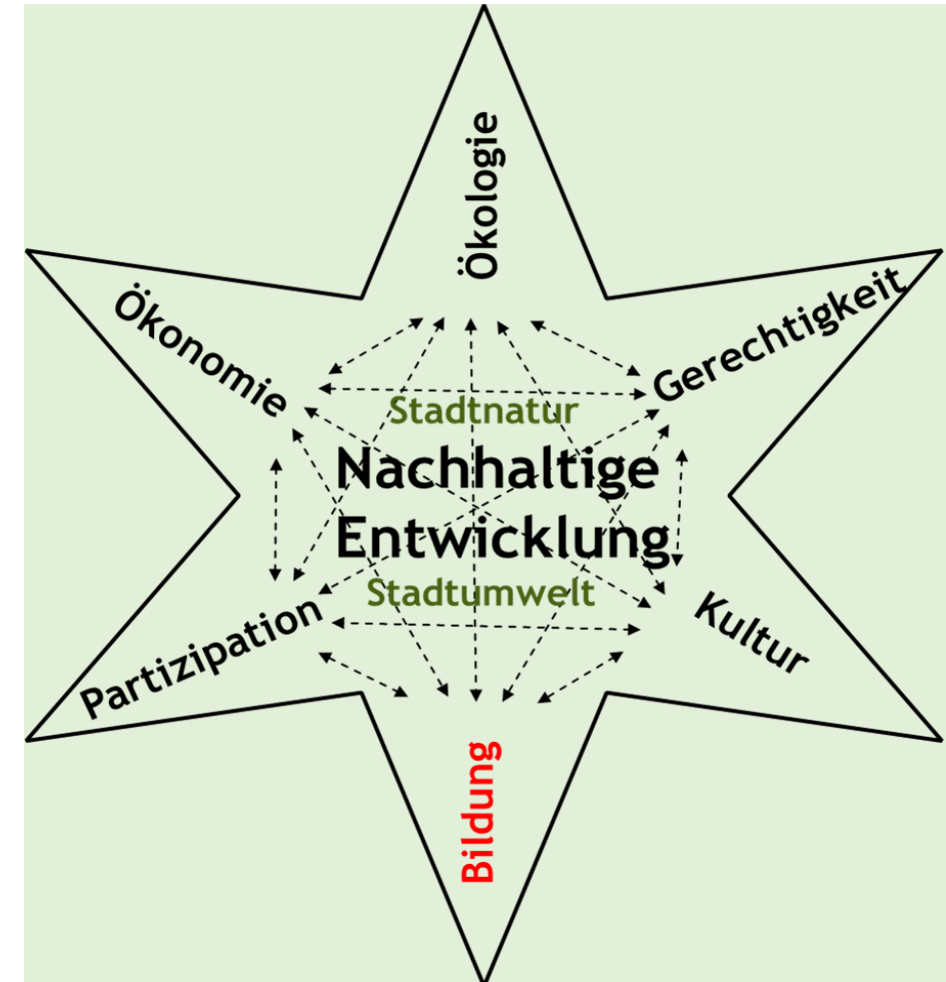 Ökologie
Ökonomie
Gerechtigkeit
Stadtnatur
Nachhaltige
Entwicklung
Stadtumwelt
Partizipation
Kultur
Bildung